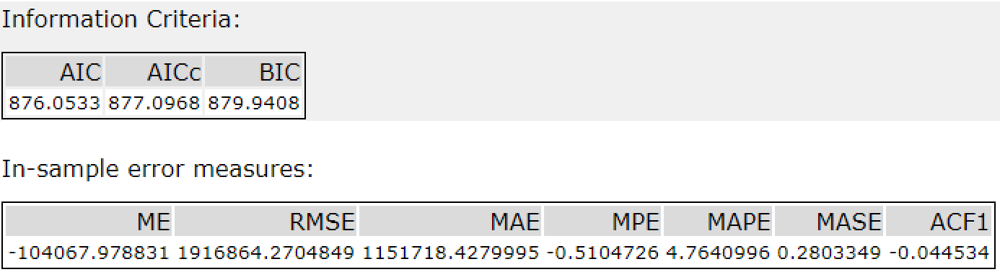 Information Criteria:
AIC AICc BIC
876.0533 877.0968 879.9408
In-sample error measures:
ME RMSE MAE MPE MAPE MASE ACF1
-104067.978831 1916864.2704849 1151718.4279995 -0.5104726 4.7640996 0.2803349 -0.044534